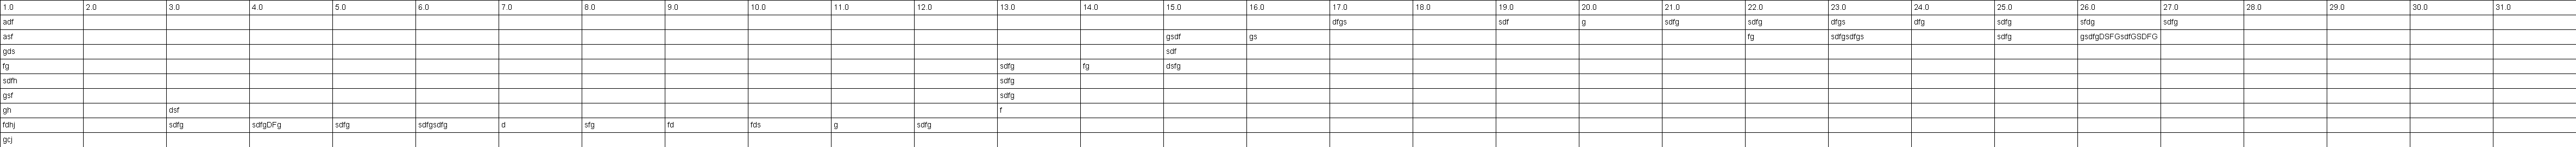 1.0 2.0 3.0 4.0 5.0 6.0 7.0 8.0 9.0 10.0 11.0 12.0 13.0 14.0 15.0 16.0 17.0 18.0 19.0 20.0 21.0 22.0 23.0 24.0 25.0 26.0 27.0 28.0 29.0 30.0 31.0
adf dfgs sdf g sdfg sdfg dfgs dfg sdfg sfdg sdfg
asf gsdf gs fg sdfgsdfgs sdfg gsdfgDSFGsdfGSDFG
gds sdf
fg sdfg fg dsfg
sdfh sdfg
gsf sdfg
gh dsf f
fdhj sdfg sdfgDFg sdfg sdfgsdfg d sfg fd fds g sdfg
gcj